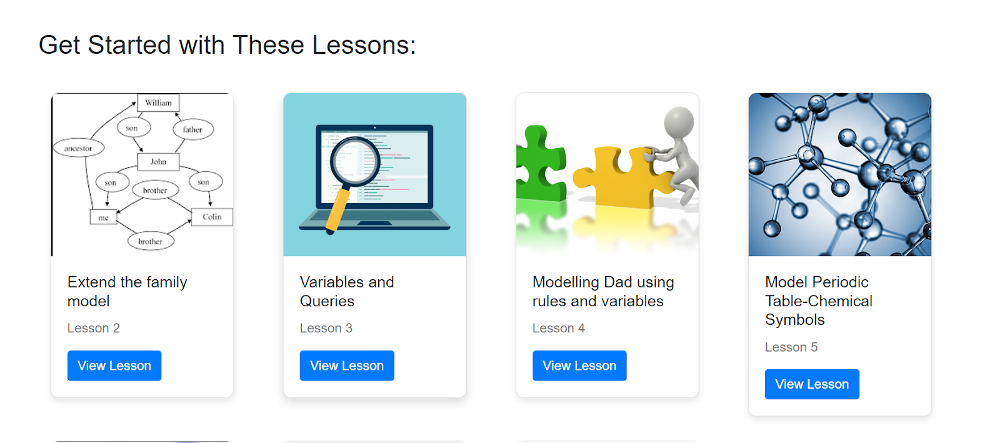 Get Started with These Lessons:
William
son
father
ancestor
John
son
son
brother
me
Colin
brother
Extend the family
model
Lesson 2
View Lesson
Variables and
Queries
Lesson 3
View Lesson
Modelling Dad using
rules and variables
Lesson 4
View Lesson
Model Periodic
Table-Chemical
Symbols
Lesson 5
View Lesson